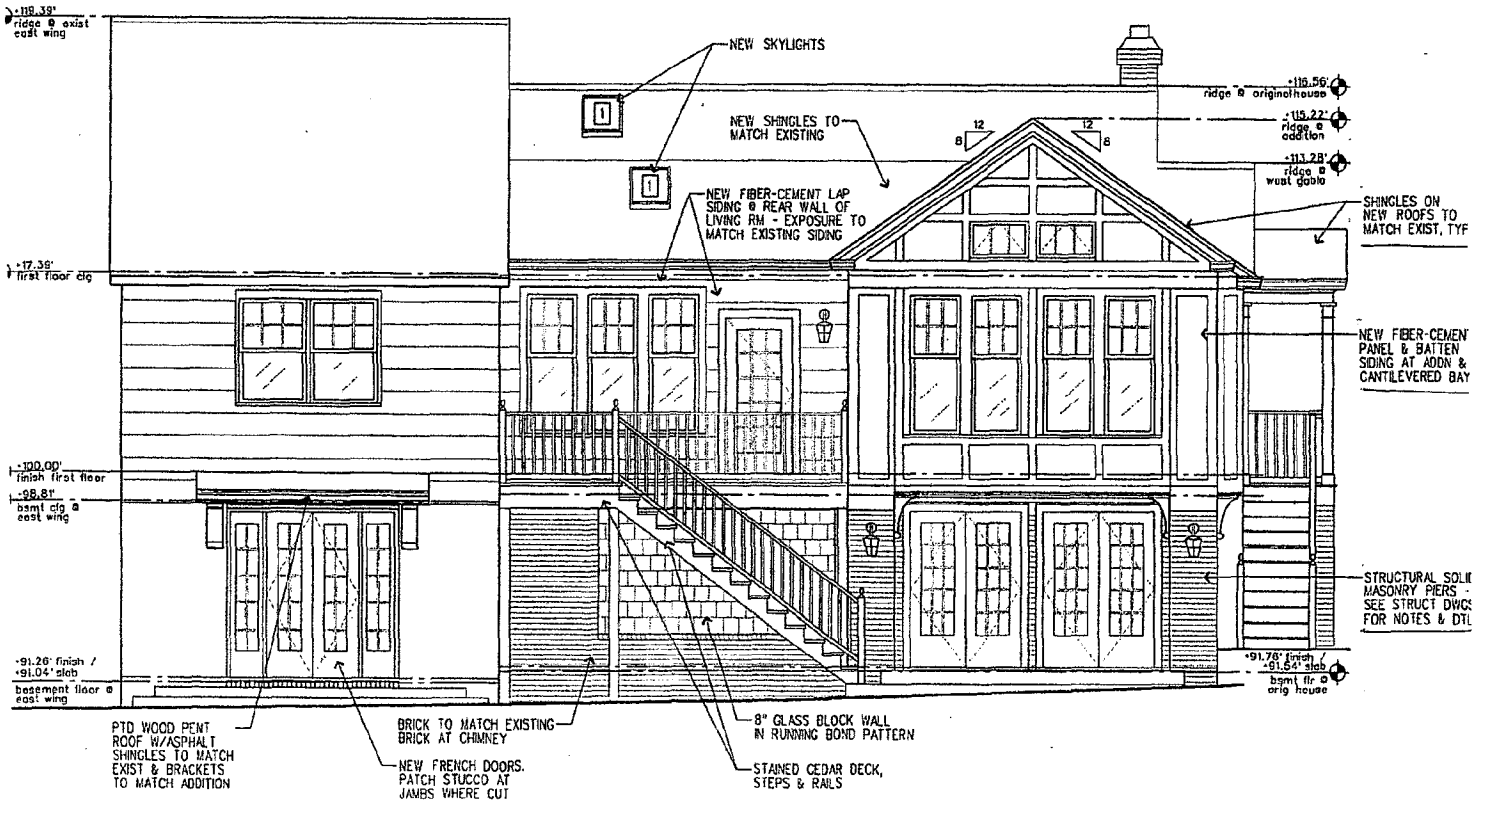 +119.39'
ridge @ exist
east wing
NEW SKYLIGHTS
1
1
NEW SHINGLES TO
MATCH EXISTING
12
8
12
8
+116.56'
ridge @ original house
+115.22'
ridge @
addition
+113.28'
ridge @
west gable
SHINGLES ON
NEW ROOFS TO
MATCH EXIST, TYP
NEW FIBER-CEMENT LAP
SIDING @ REAR WALL OF
LIVING RM - EXPOSURE TO
MATCH EXISTING SIDING
+17.39'
first floor clg
NEW FIBER-CEMEN
PANEL & BATTEN
SIDING AT ADDN &
CANTILEVERED BAY
+100.00'
finish first floor
+98.81'
bsmt clg @
east wing
STRUCTURAL SOLI
MASONRY PIERS -
SEE STRUCT DWGS
FOR NOTES & DTL
+91.26' finish /
+91.04' slab
basement floor @
east wing
+91.76' finish /
+91.54' slab
bsmt flr @
orig house
PTD WOOD PENT
ROOF W/ASPHALT
SHINGLES TO MATCH
EXIST & BRACKETS
TO MATCH ADDITION
BRICK TO MATCH EXISTING
BRICK AT CHIMNEY
NEW FRENCH DOORS.
PATCH STUCCO AT
JAMBS WHERE CUT
8" GLASS BLOCK WALL
IN RUNNING BOND PATTERN
STAINED CEDAR DECK,
STEPS & RAILS